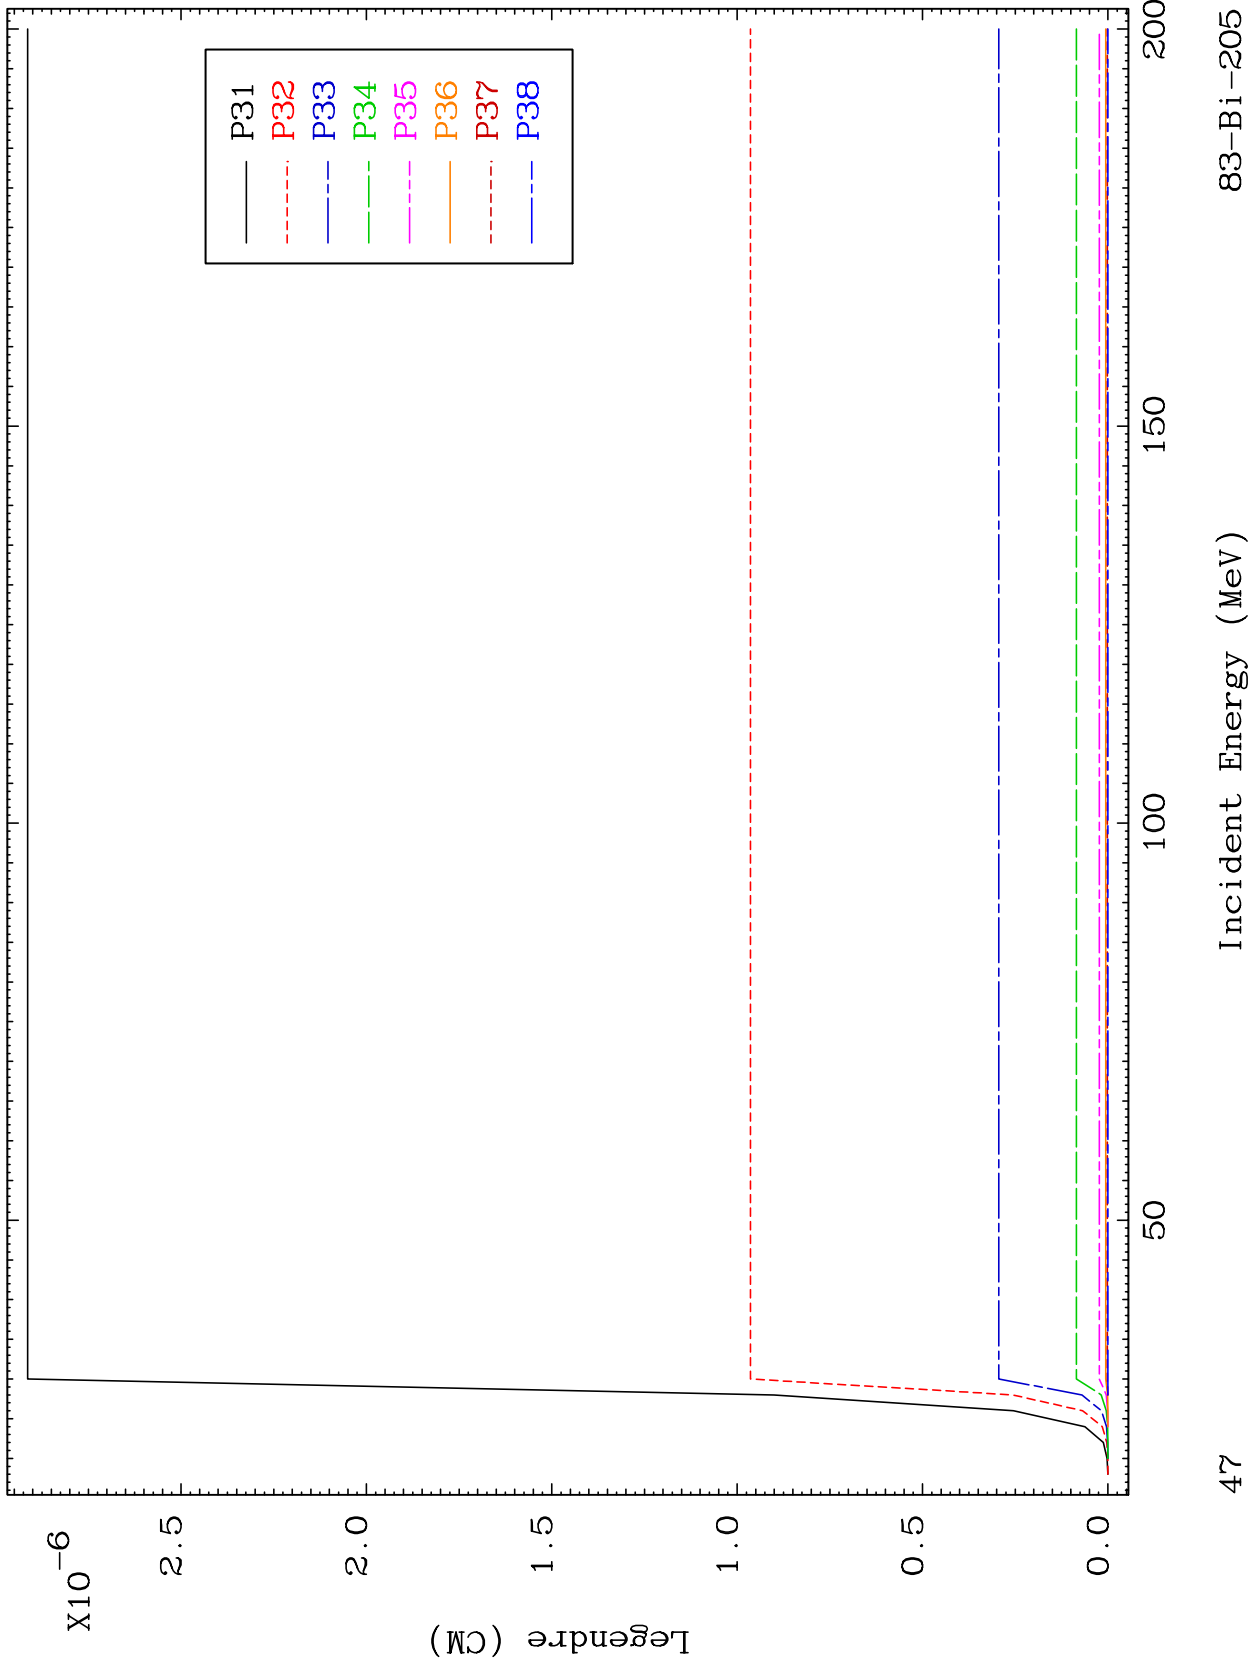 X10-6
2.5
2.0
1.5
1.0
0.5
0.0
Legendre (CM)
P31
P32
P33
P34
P35
P36
P37
P38
50
100
150
200
47
Incident Energy (MeV)
83-Bi-205